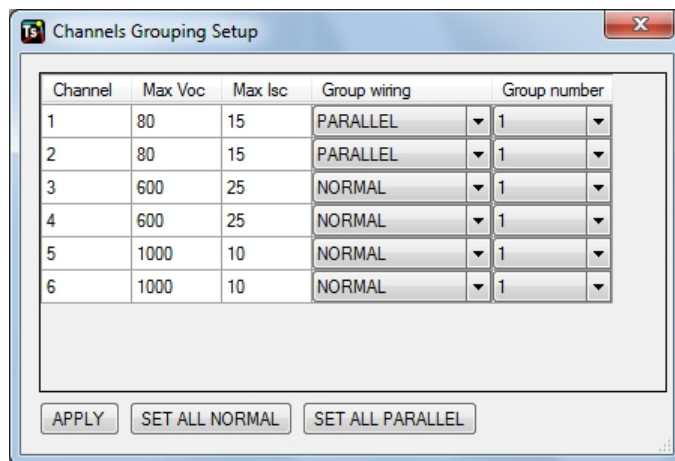 Ts Channels Grouping Setup
Channel Max Voc Max Isc Group wiring Group number
1 80 15 PARALLEL 1
2 80 15 PARALLEL 1
3 600 25 NORMAL 1
4 600 25 NORMAL 1
5 1000 10 NORMAL 1
6 1000 10 NORMAL 1
APPLY SET ALL NORMAL SET ALL PARALLEL